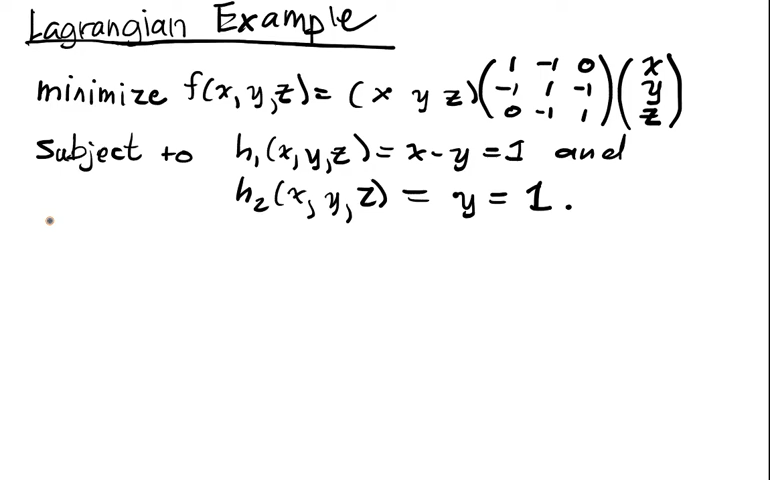 Lagrangian Example
minimize f(x,y,z)= (x y z)(1 -1 0
-1 1 -1
0 -1 1)(x
y
z)
Subject to h₁(x,y,z)= x-y =1 and
h₂(x,y,z) = y = 1.